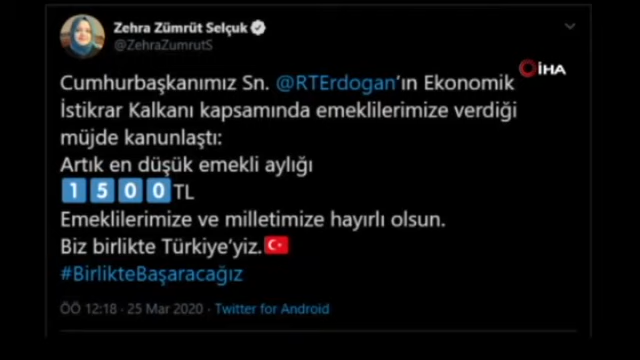 Zehra Zümrüt Selçuk
@ZehraZumrutS
İHA
Cumhurbaşkanımız Sn. @RTErdogan’ın Ekonomik
İstikrar Kalkanı kapsamında emeklilerimize verdiği
müjde kanunlaştı:
Artık en düşük emekli aylığı
1500TL
Emeklilerimize ve milletimize hayırlı olsun.
Biz birlikte Türkiye’yiz.🇹🇷
#BirlikteBaşaracağız
ÖÖ 12:18 · 25 Mar 2020 · Twitter for Android